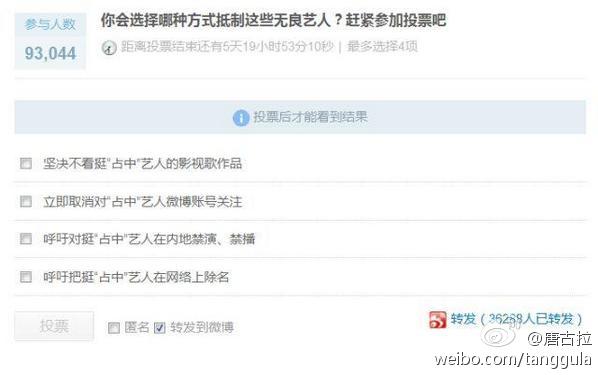 参与人数
93,044
你会选择哪种方式抵制这些无良艺人？赶紧参加投票吧
距离投票结束还有5天19小时53分10秒 | 最多选择4项
投票后才能看到结果
坚决不看挺“占中”艺人的影视歌作品
立即取消对“占中”艺人微博账号关注
呼吁对挺“占中”艺人在内地禁演、禁播
呼吁把挺“占中”艺人在网络上除名
投票
匿名 转发到微博
转发（36268人已转发）
@唐古拉
weibo.com/tanggula